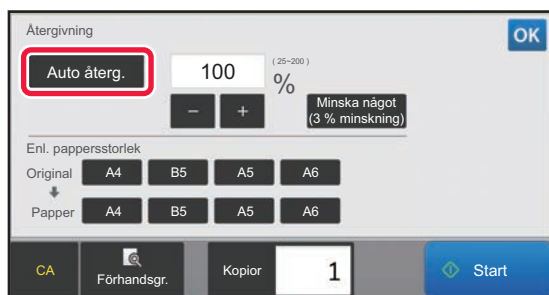 Återgivning
OK
Auto återg.
100
(25~200)
%
−
+
Minska något
(3 % minskning)
Enl. pappersstorlek
Original
A4
B5
A5
A6
Papper
A4
B5
A5
A6
CA
Förhandsgr.
Kopior
1
Start